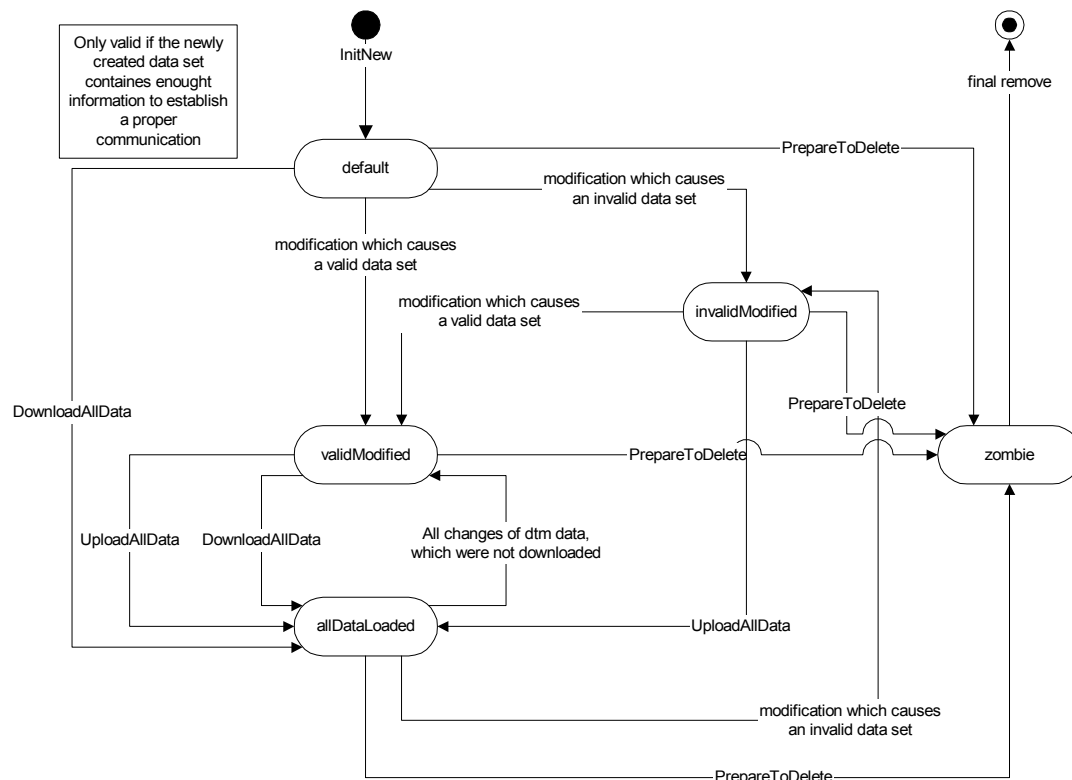 Only valid if the newly
created data set
containes enought
information to establish
a proper
communication
InitNew
final remove
default
PrepareToDelete
modification which causes
an invalid data set
modification which causes
a valid data set
modification which causes
a valid data set
invalidModified
DownloadAllData
PrepareToDelete
validModified
PrepareToDelete
zombie
UploadAllData
DownloadAllData
All changes of dtm data,
which were not downloaded
allDataLoaded
UploadAllData
modification which causes
an invalid data set
PrepareToDelete